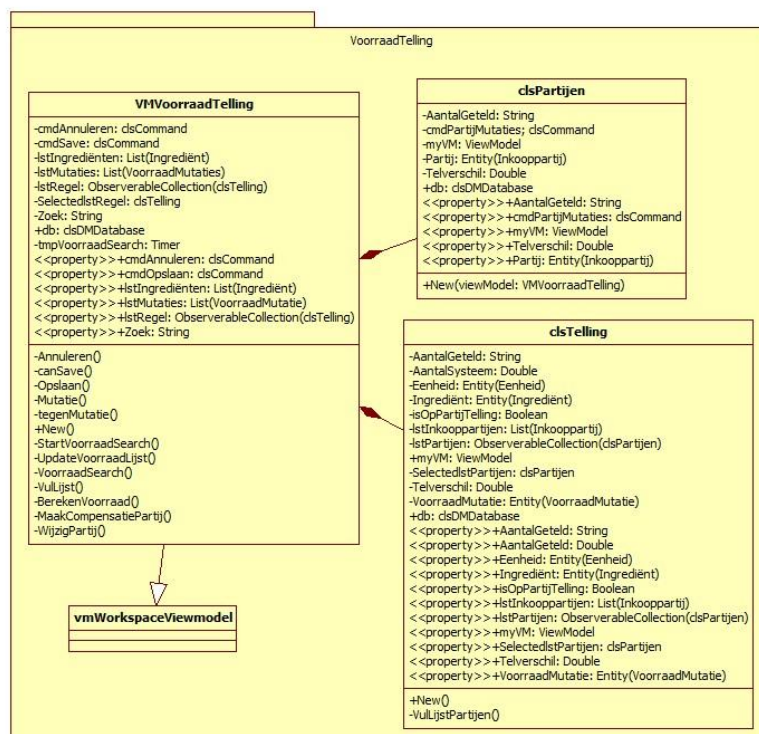 VoorraadTelling
VMVoorraadTelling
-cmdAnnuleren: clsCommand
-cmdSave: clsCommand
-lstIngrediënten: List(Ingrediënt)
-lstMutaties: List(VoorraadMutaties)
-lstRegel: ObserverableCollection(clsTelling)
-SelectedlstRegel: clsTelling
-Zoek: String
+db: clsDMDatabase
-tmpVoorraadSearch: Timer
<<property>>+cmdAnnuleren: clsCommand
<<property>>+cmdOpslaan: clsCommand
<<property>>+lstIngrediënten: List(Ingrediënt)
<<property>>+lstMutaties: List(VoorraadMutatie)
<<property>>+lstRegel: ObserverableCollection(clsTelling)
<<property>>+Zoek: String
-Annuleren()
-canSave()
-Opslaan()
-Mutatie()
-tegenMutatie()
+New()
-StartVoorraadSearch()
-UpdateVoorraadLijst()
-VoorraadSearch()
-VulLijst()
-BerekenVoorraad()
-MaakCompensatiePartij()
-WijzigPartij()
vmWorkspaceViewmodel
clsPartijen
-AantalGeteld: String
-cmdPartijMutaties; clsCommand
-myVM: ViewModel
-Partij: Entity(Inkooppartij)
-Telverschil: Double
+db: clsDMDatabase
<<property>>+AantalGeteld: String
<<property>>+cmdPartijMutaties: clsCommand
<<property>>+myVM: ViewModel
<<property>>+Telverschil: Double
<<property>>+Partij: Entity(Inkooppartij)
+New(viewModel: VMVoorraadTelling)
clsTelling
-AantalGeteld: String
-AantalSysteem: Double
-Eenheid: Entity(Eenheid)
-Ingrediënt: Entity(Ingrediënt)
-isOpPartijTelling: Boolean
-lstInkooppartijen: List(Inkooppartij)
-lstPartijen: ObserverableCollection(clsPartijen)
+myVM: ViewModel
-SelectedlstPartijen: clsPartijen
-Telverschil: Double
-VoorraadMutatie: Entity(VoorraadMutatie)
+db: clsDMDatabase
<<property>>+AantalGeteld: String
<<property>>+AantalGeteld: Double
<<property>>+Eenheid: Entity(Eenheid)
<<property>>+Ingrediënt: Entity(Ingrediënt)
<<property>>+isOpPartijTelling: Boolean
<<property>>+lstInkooppartijen: List(Inkooppartij)
<<property>>+lstPartijen: ObserverableCollection(clsPartijen)
<<property>>+myVM: ViewModel
<<property>>+SelectedlstPartijen: clsPartijen
<<property>>+Telverschil: Double
<<property>>+VoorraadMutatie: Entity(VoorraadMutatie)
+New()
-VulLijstPartijen()